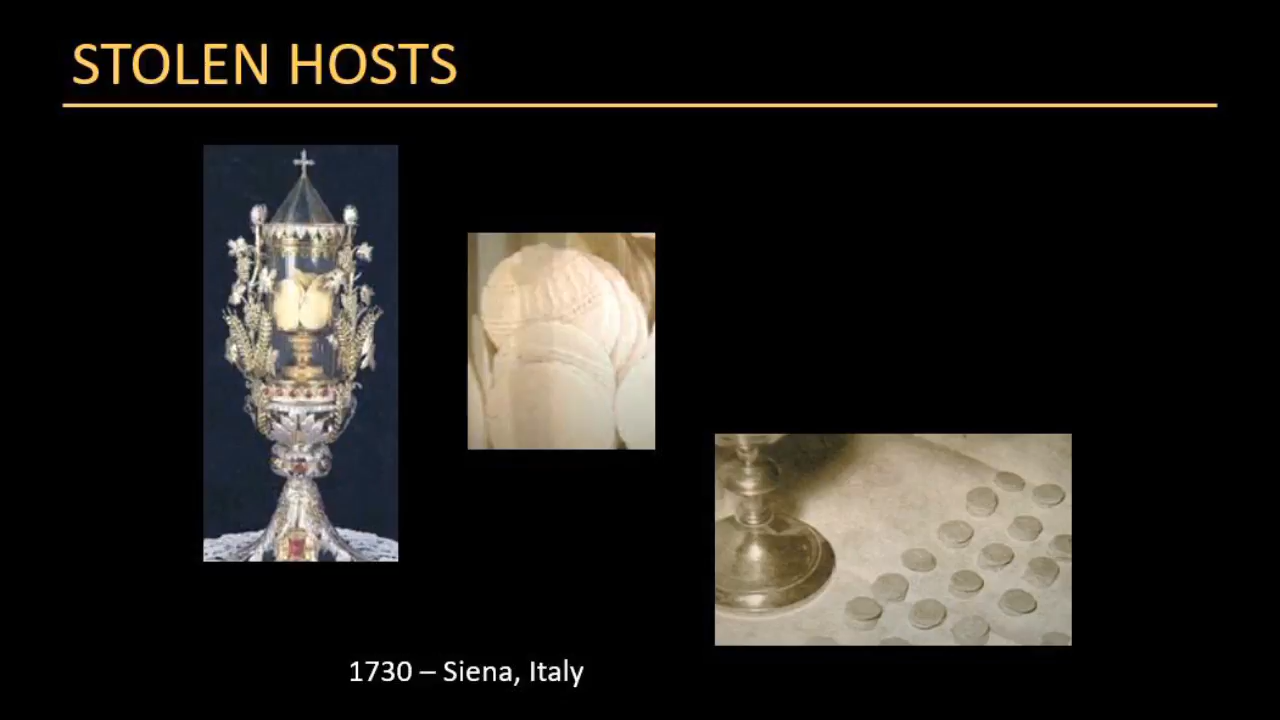 STOLEN HOSTS
1730 – Siena, Italy